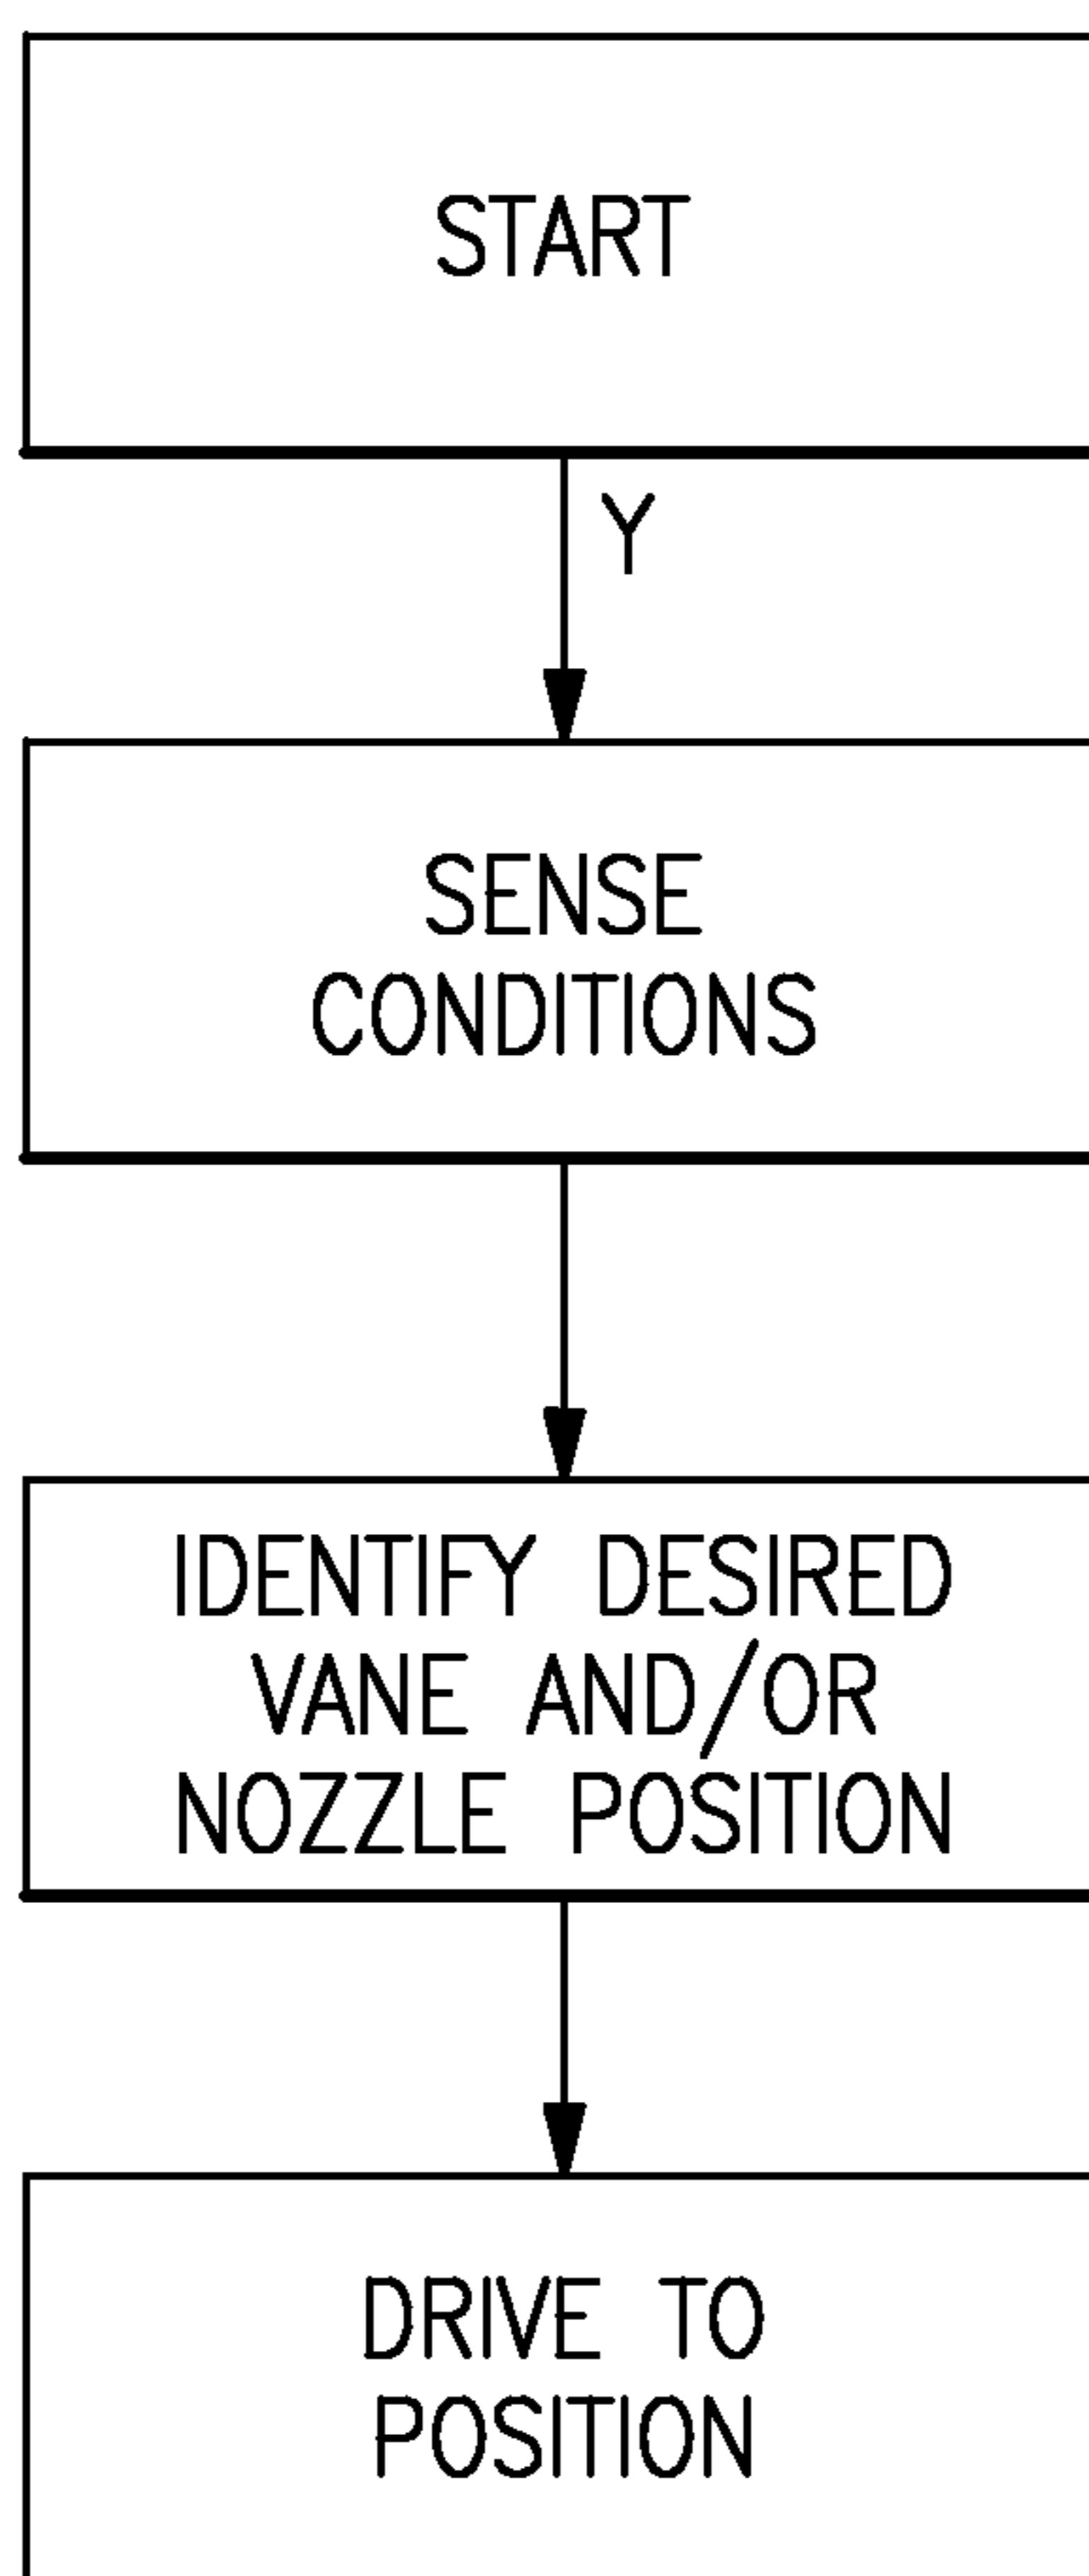 START
Y
SENSE
CONDITIONS
IDENTIFY DESIRED
VANE AND/OR
NOZZLE POSITION
DRIVE TO
POSITION